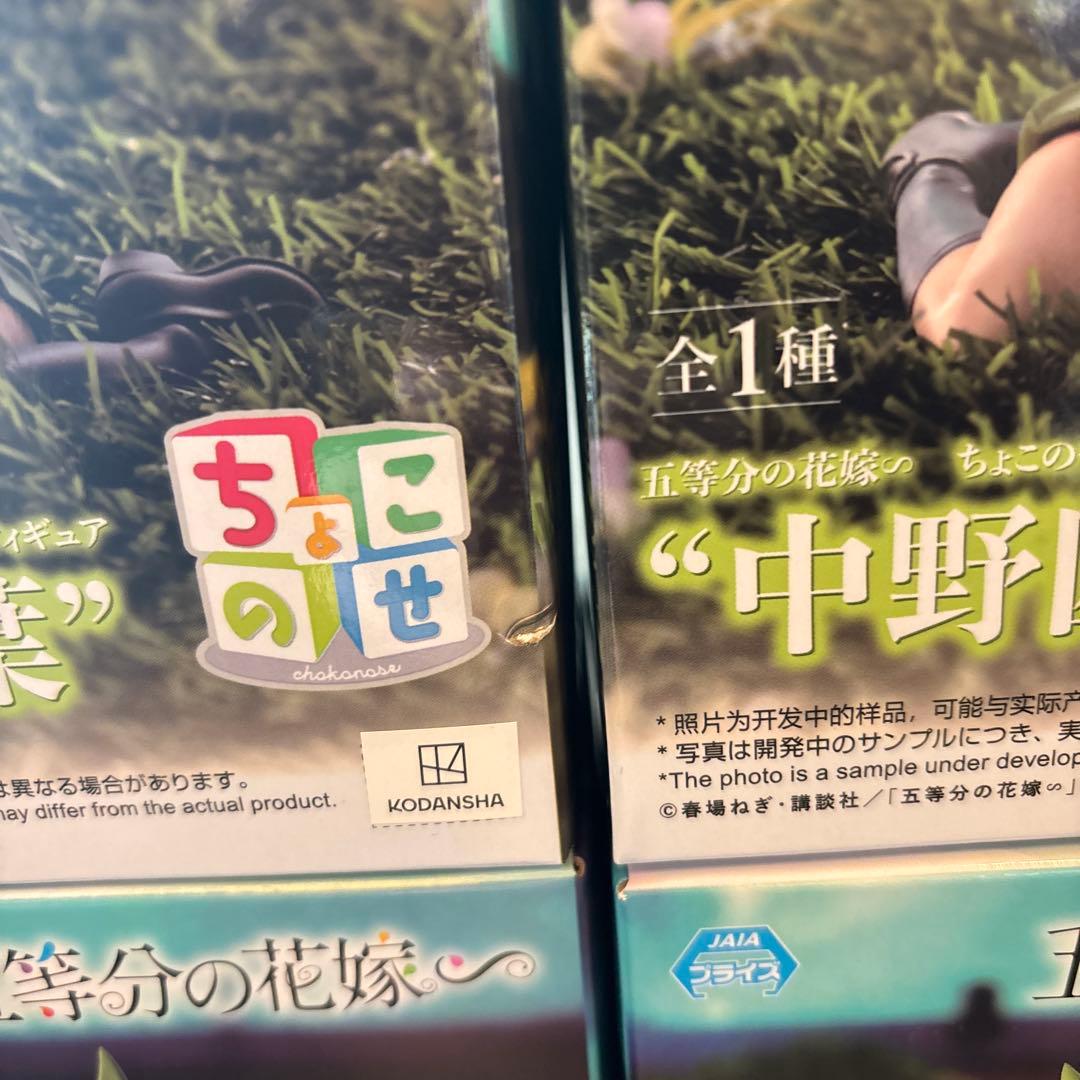 ィギュア
葉”
ちょこ
のせ
chokonose
は異なる場合があります。
may differ from the actual product.
KODANSHA
五等分の花嫁∽
全1種
五等分の花嫁∽ ちょこの
“中野
* 照片为开发中的样品，可能与实际产
* 写真は開発中のサンプルにつき、実
*The photo is a sample under develop
©春場ねぎ・講談社／「五等分の花嫁∽」
JAIA
プライズ
五